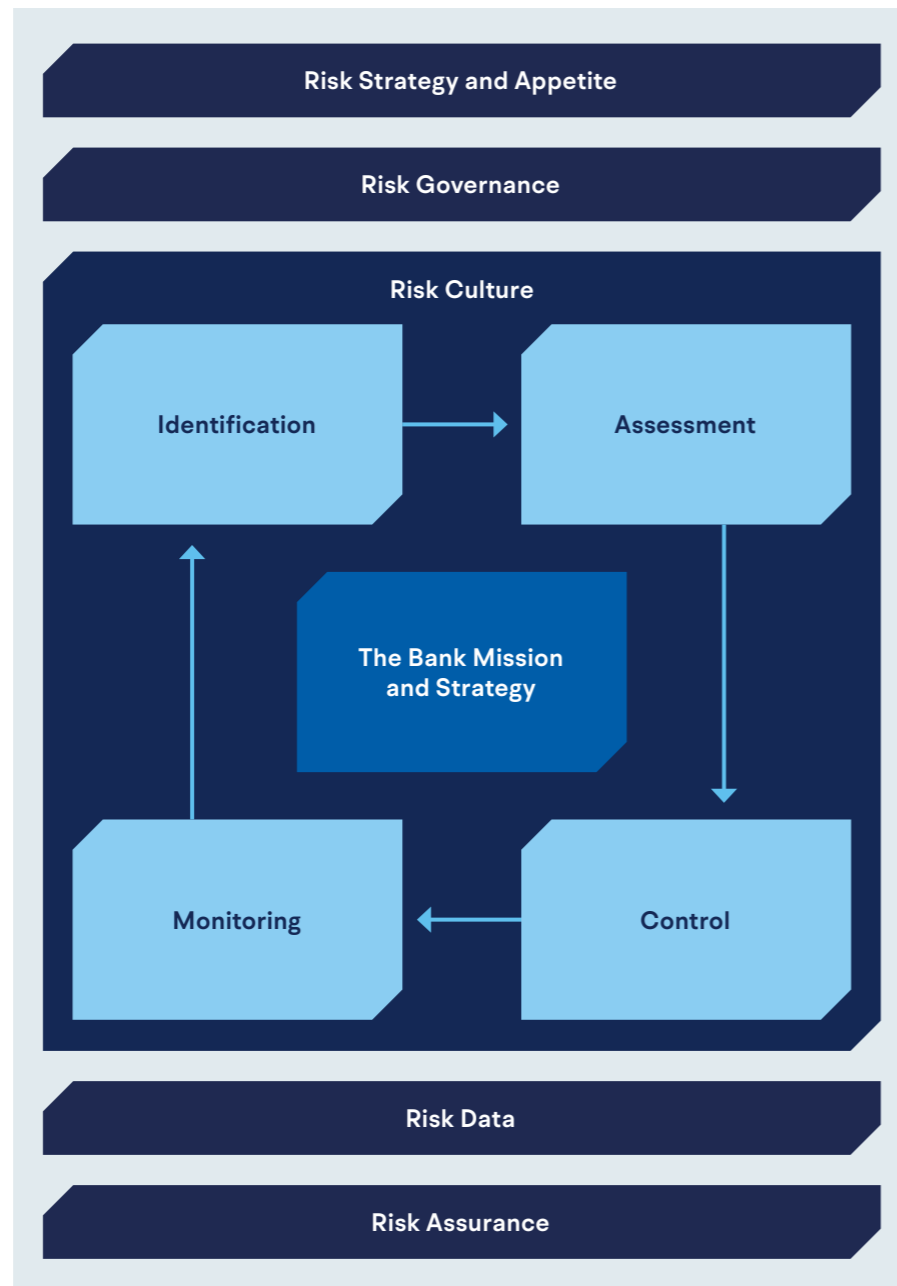 Risk Strategy and Appetite
Risk Governance
Risk Culture
Identification
Assessment
The Bank Mission
and Strategy
Monitoring
Control
Risk Data
Risk Assurance